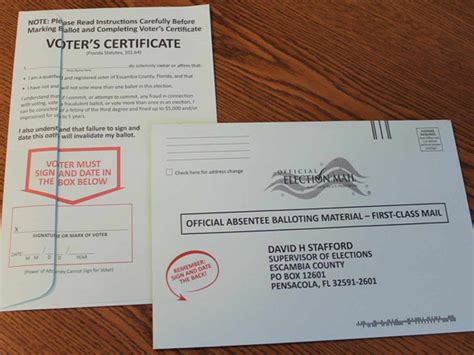 NOTE: Please Read Instructions Carefully Before
Marking Ballot and Completing Voter's Certificate
VOTER'S CERTIFICATE
(Florida Statutes, 101.64)
I, do solemnly swear or affirm that
I am a qualified and registered voter of Escambia County, Florida, and that
I have not and will not vote more than one ballot in this election.
I understand that if I commit, or attempt to commit, any fraud in connection
with voting, vote a fraudulent ballot, or vote more than once in an election, I
can be convicted of a felony of the third degree and fined up to $5,000 and/or
imprisoned for up to 5 years.
I also understand that failure to sign and
date this oath will invalidate my ballot.
VOTER MUST
SIGN AND DATE IN
THE BOX BELOW
X
SIGNATURE OR MARK OF VOTER
DATE:
(Power of Attorney Cannot Sign for Voter)
Check here for address change
OFFICIAL
ELECTION MAIL
OFFICIAL ABSENTEE BALLOTING MATERIAL – FIRST-CLASS MAIL
REMEMBER:
SIGN AND DATE
THE BACK!
DAVID H STAFFORD
SUPERVISOR OF ELECTIONS
ESCAMBIA COUNTY
PO BOX 12601
PENSACOLA, FL 32591-2601